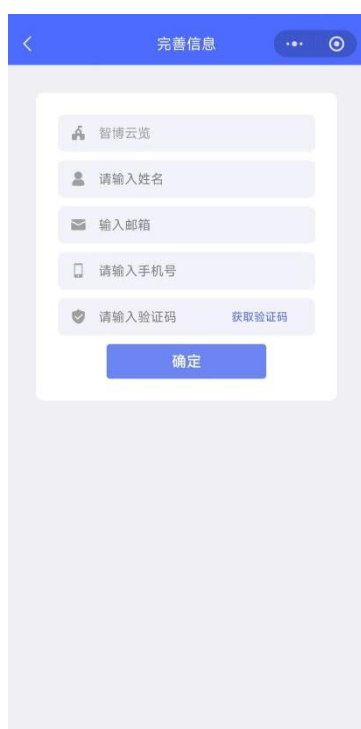 完善信息
智博云览
请输入姓名
输入邮箱
请输入手机号
请输入验证码 获取验证码
确定